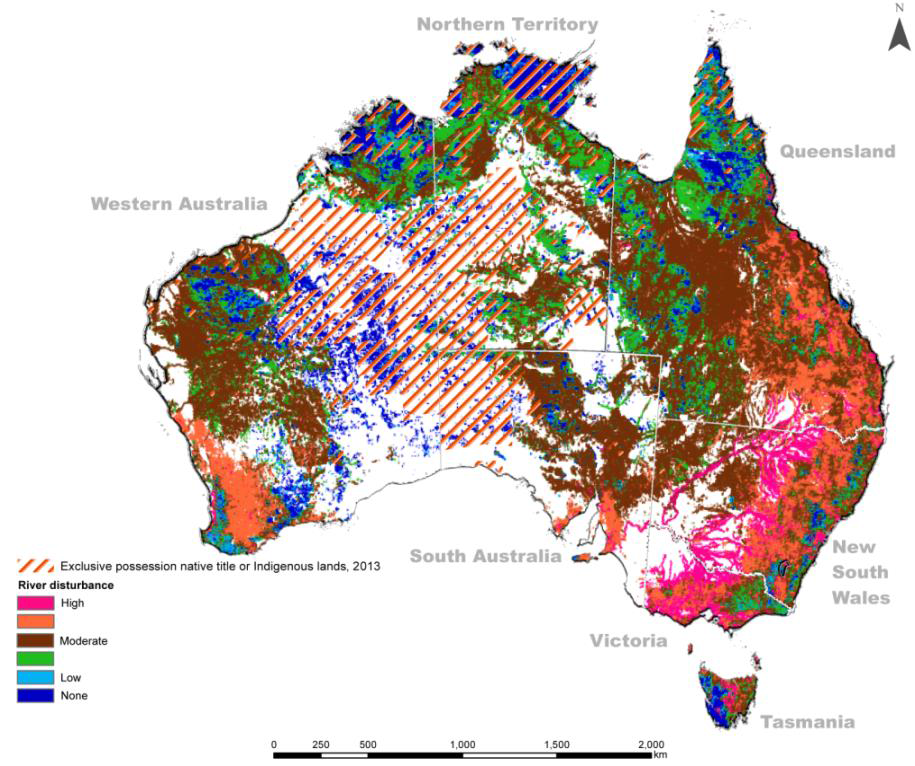 Northern Territory
N
Queensland
Western Australia
South Australia
New
South
Wales
Victoria
Tasmania
Exclusive possession native title or Indigenous lands, 2013
River disturbance
High
Moderate
Low
None
0 250 500 1,000 1,500 2,000
km